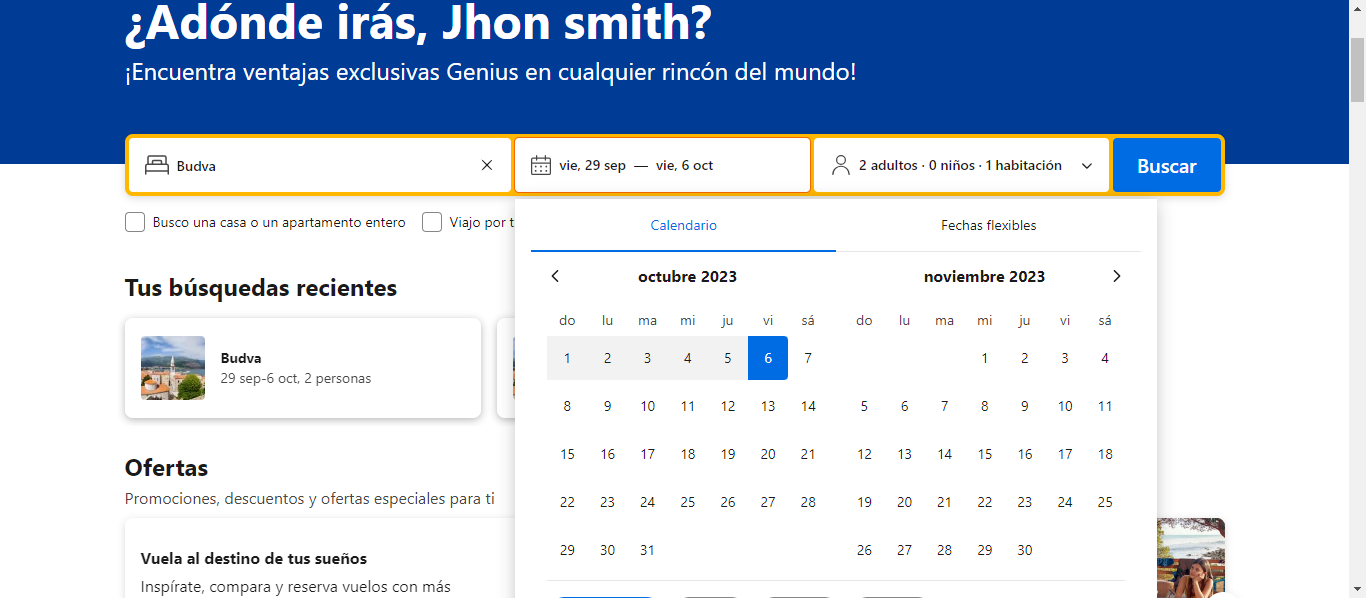 ¿Adónde irás, Jhon smith?
¡Encuentra ventajas exclusivas Genius en cualquier rincón del mundo!
Budva
vie, 29 sep — vie, 6 oct
2 adultos · 0 niños · 1 habitación
Buscar
Busco una casa o un apartamento entero
Viajo por t
Calendario
Fechas flexibles
octubre 2023
do lu ma mi ju vi sá
1 2 3 4 5 6 7
8 9 10 11 12 13 14
15 16 17 18 19 20 21
22 23 24 25 26 27 28
29 30 31
noviembre 2023
do lu ma mi ju vi sá
1 2 3 4
5 6 7 8 9 10 11
12 13 14 15 16 17 18
19 20 21 22 23 24 25
26 27 28 29 30
Tus búsquedas recientes
Budva
29 sep-6 oct, 2 personas
Ofertas
Promociones, descuentos y ofertas especiales para ti
Vuela al destino de tus sueños
Inspírate, compara y reserva vuelos con más